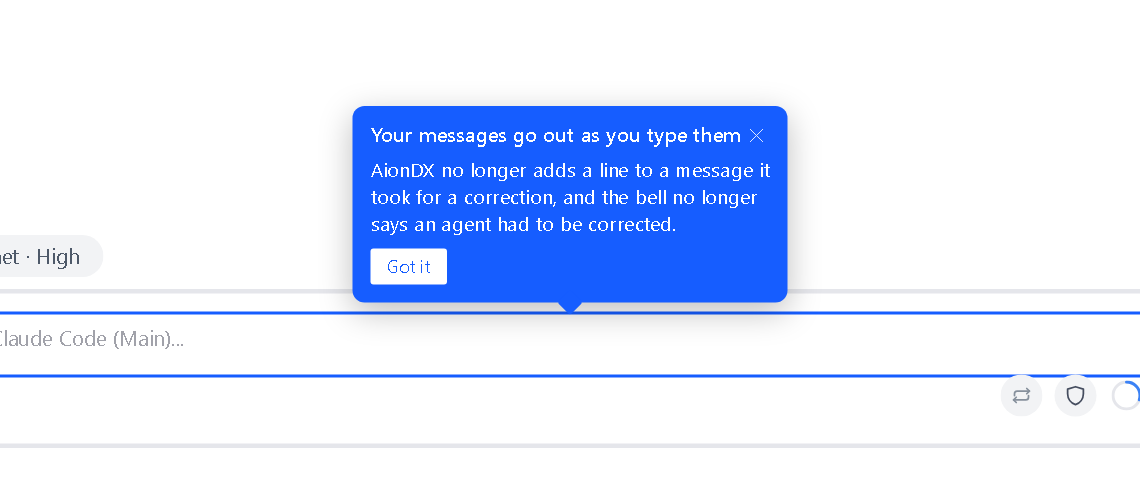 Your messages go out as you type them
AionDX no longer adds a line to a message it
took for a correction, and the bell no longer
says an agent had to be corrected.
Got it
· High
Claude Code (Main)...